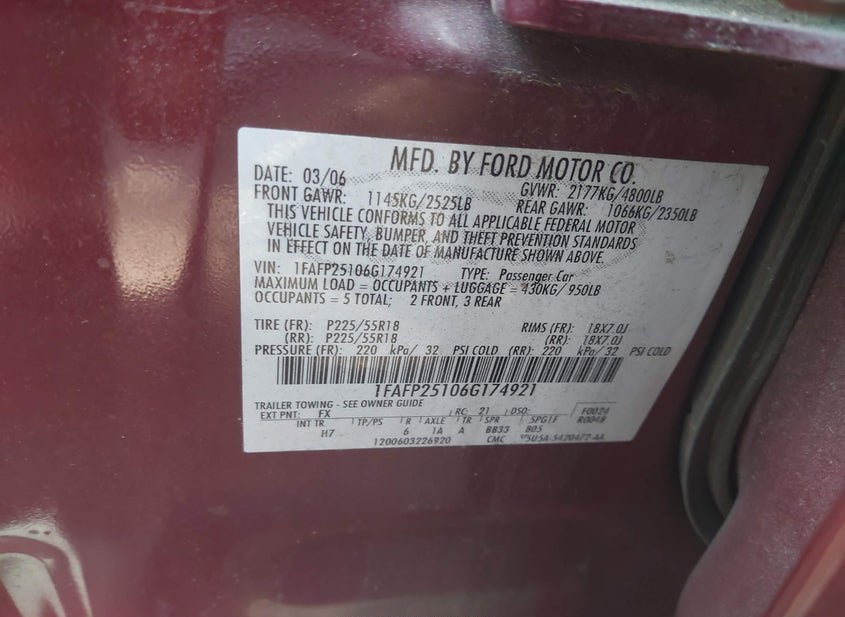 MFD. BY FORD MOTOR CO.
DATE: 03/06 GVWR: 2177KG/4800LB
FRONT GAWR: 1145KG/2525LB REAR GAWR: 1066KG/2350LB
THIS VEHICLE CONFORMS TO ALL APPLICABLE FEDERAL MOTOR
VEHICLE SAFETY, BUMPER, AND THEFT PREVENTION STANDARDS
IN EFFECT ON THE DATE OF MANUFACTURE SHOWN ABOVE.
VIN: 1FAFP25106G174921 TYPE: Passenger Car
MAXIMUM LOAD = OCCUPANTS + LUGGAGE = 430KG/ 950LB
OCCUPANTS = 5 TOTAL; 2 FRONT, 3 REAR
TIRE (FR): P225/55R18 RIMS (FR): 18X7.0J
(RR): P225/55R18 (RR): 18X7.0J
PRESSURE (FR): 220 kPa/ 32 PSI COLD (RR): 220 kPa/ 32 PSI COLD
1FAFP25106G174921
TRAILER TOWING - SEE OWNER GUIDE
EXT PNT: FX RC: 21 DSO: F0024
INT TR TP/PS R AXLE TR SPR R0048
H7 6 1A A BB33 805
1200603226920 CMC